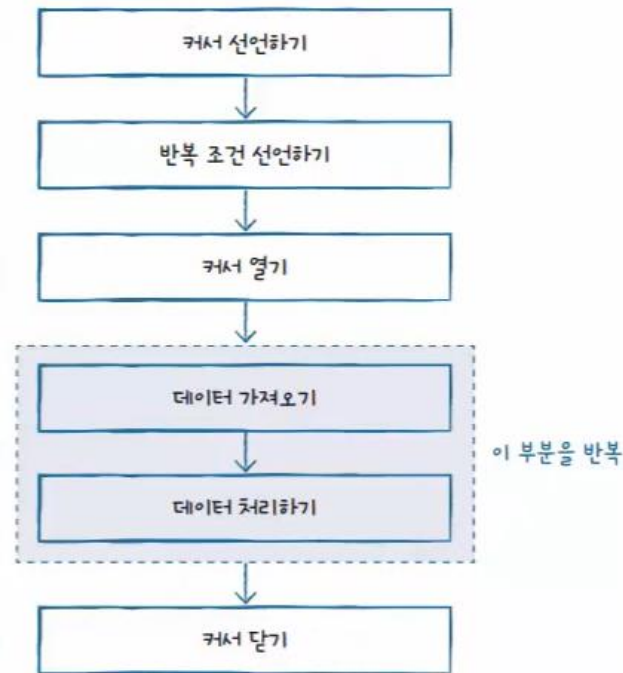 커서 선언하기
반복 조건 선언하기
커서 열기
데이터 가져오기
이 부분을 반복
데이터 처리하기
커서 닫기